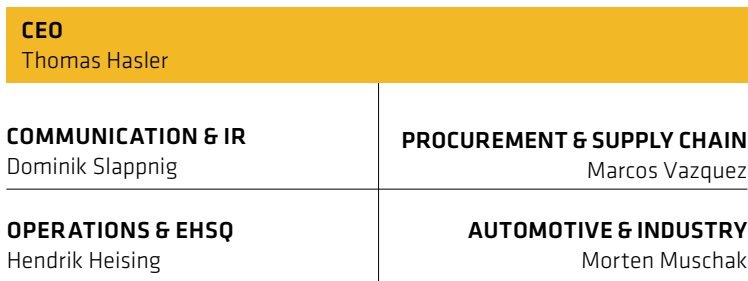 CEO
Thomas Hasler
COMMUNICATION & IR
Dominik Slappnig
PROCUREMENT & SUPPLY CHAIN
Marcos Vazquez
OPERATIONS & EHSQ
Hendrik Heising
AUTOMOTIVE & INDUSTRY
Morten Muschak